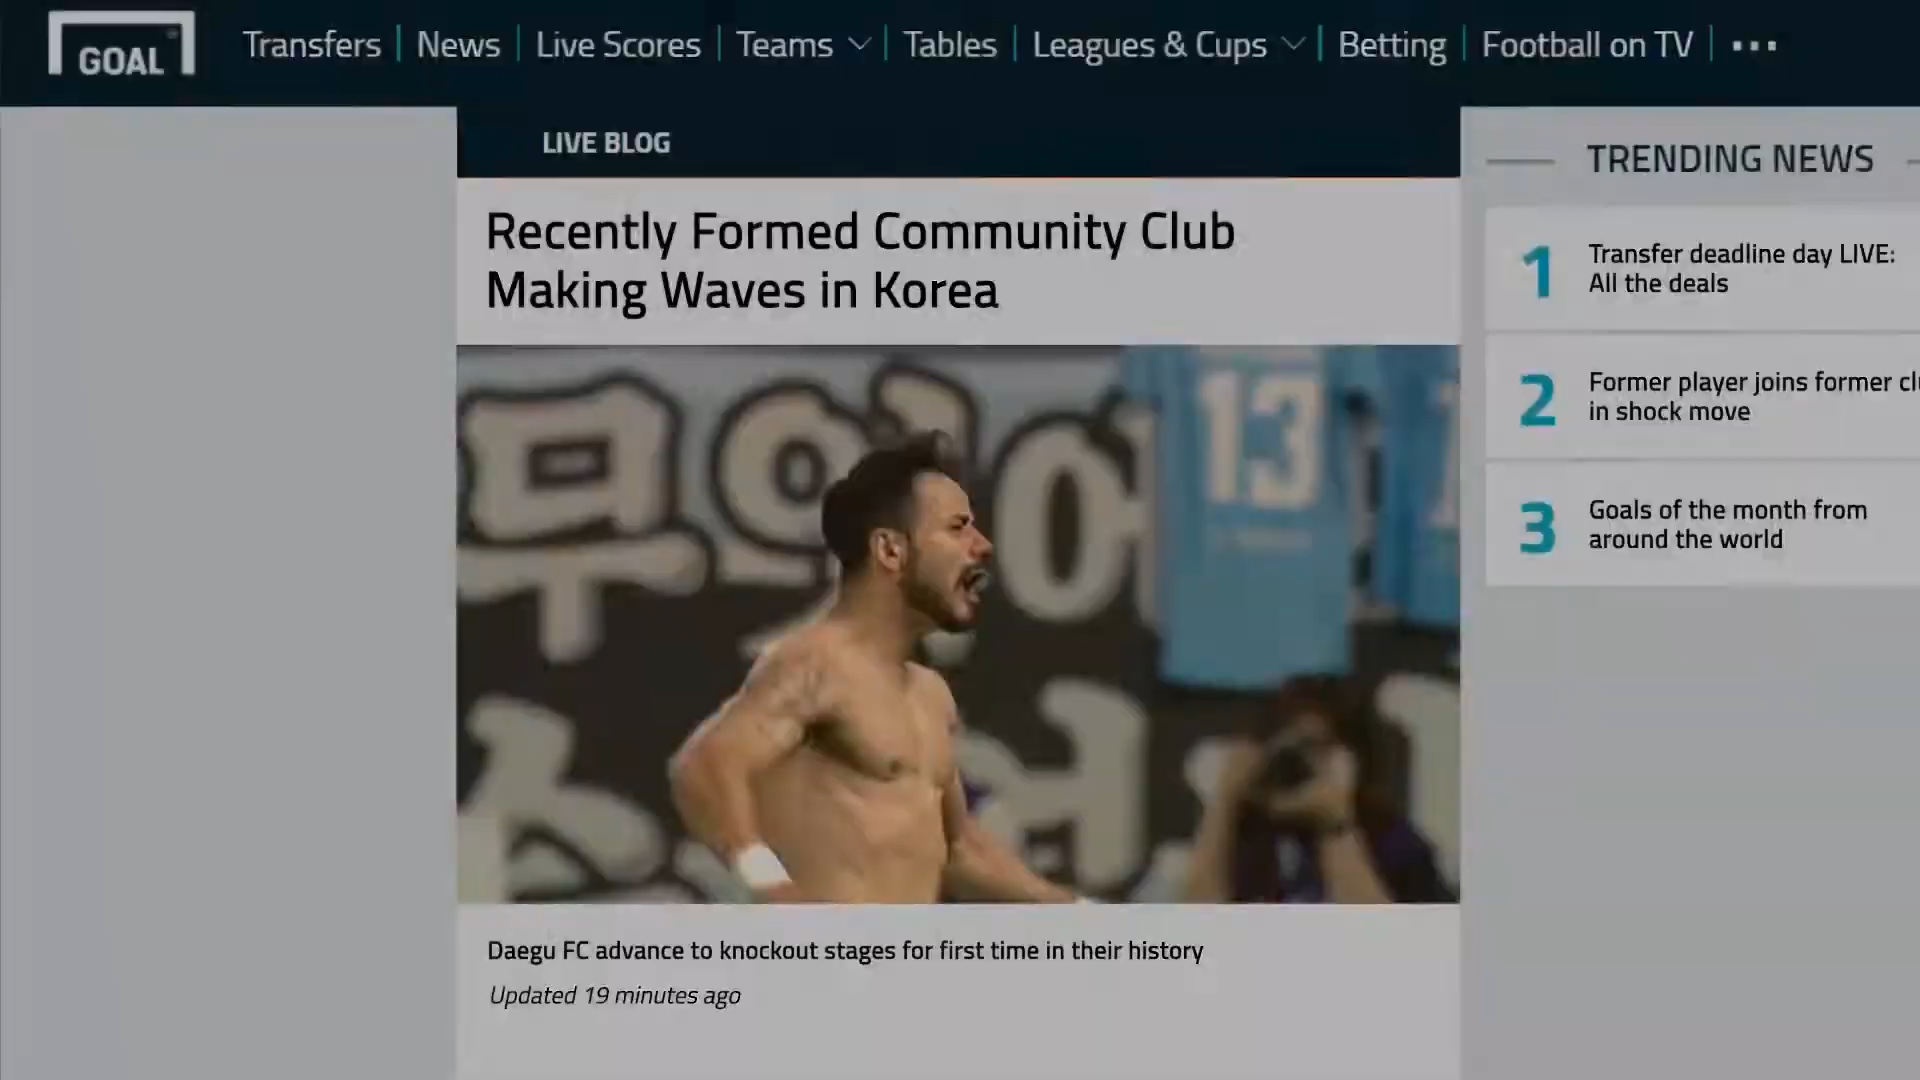 GOAL
Transfers
News
Live Scores
Teams
Tables
Leagues & Cups
Betting
Football on TV
LIVE BLOG
Recently Formed Community Club
Making Waves in Korea
무
13
Daegu FC advance to knockout stages for first time in their history
Updated 19 minutes ago
TRENDING NEWS
1
Transfer deadline day LIVE:
All the deals
2
Former player joins former
in shock move
3
Goals of the month from
around the world